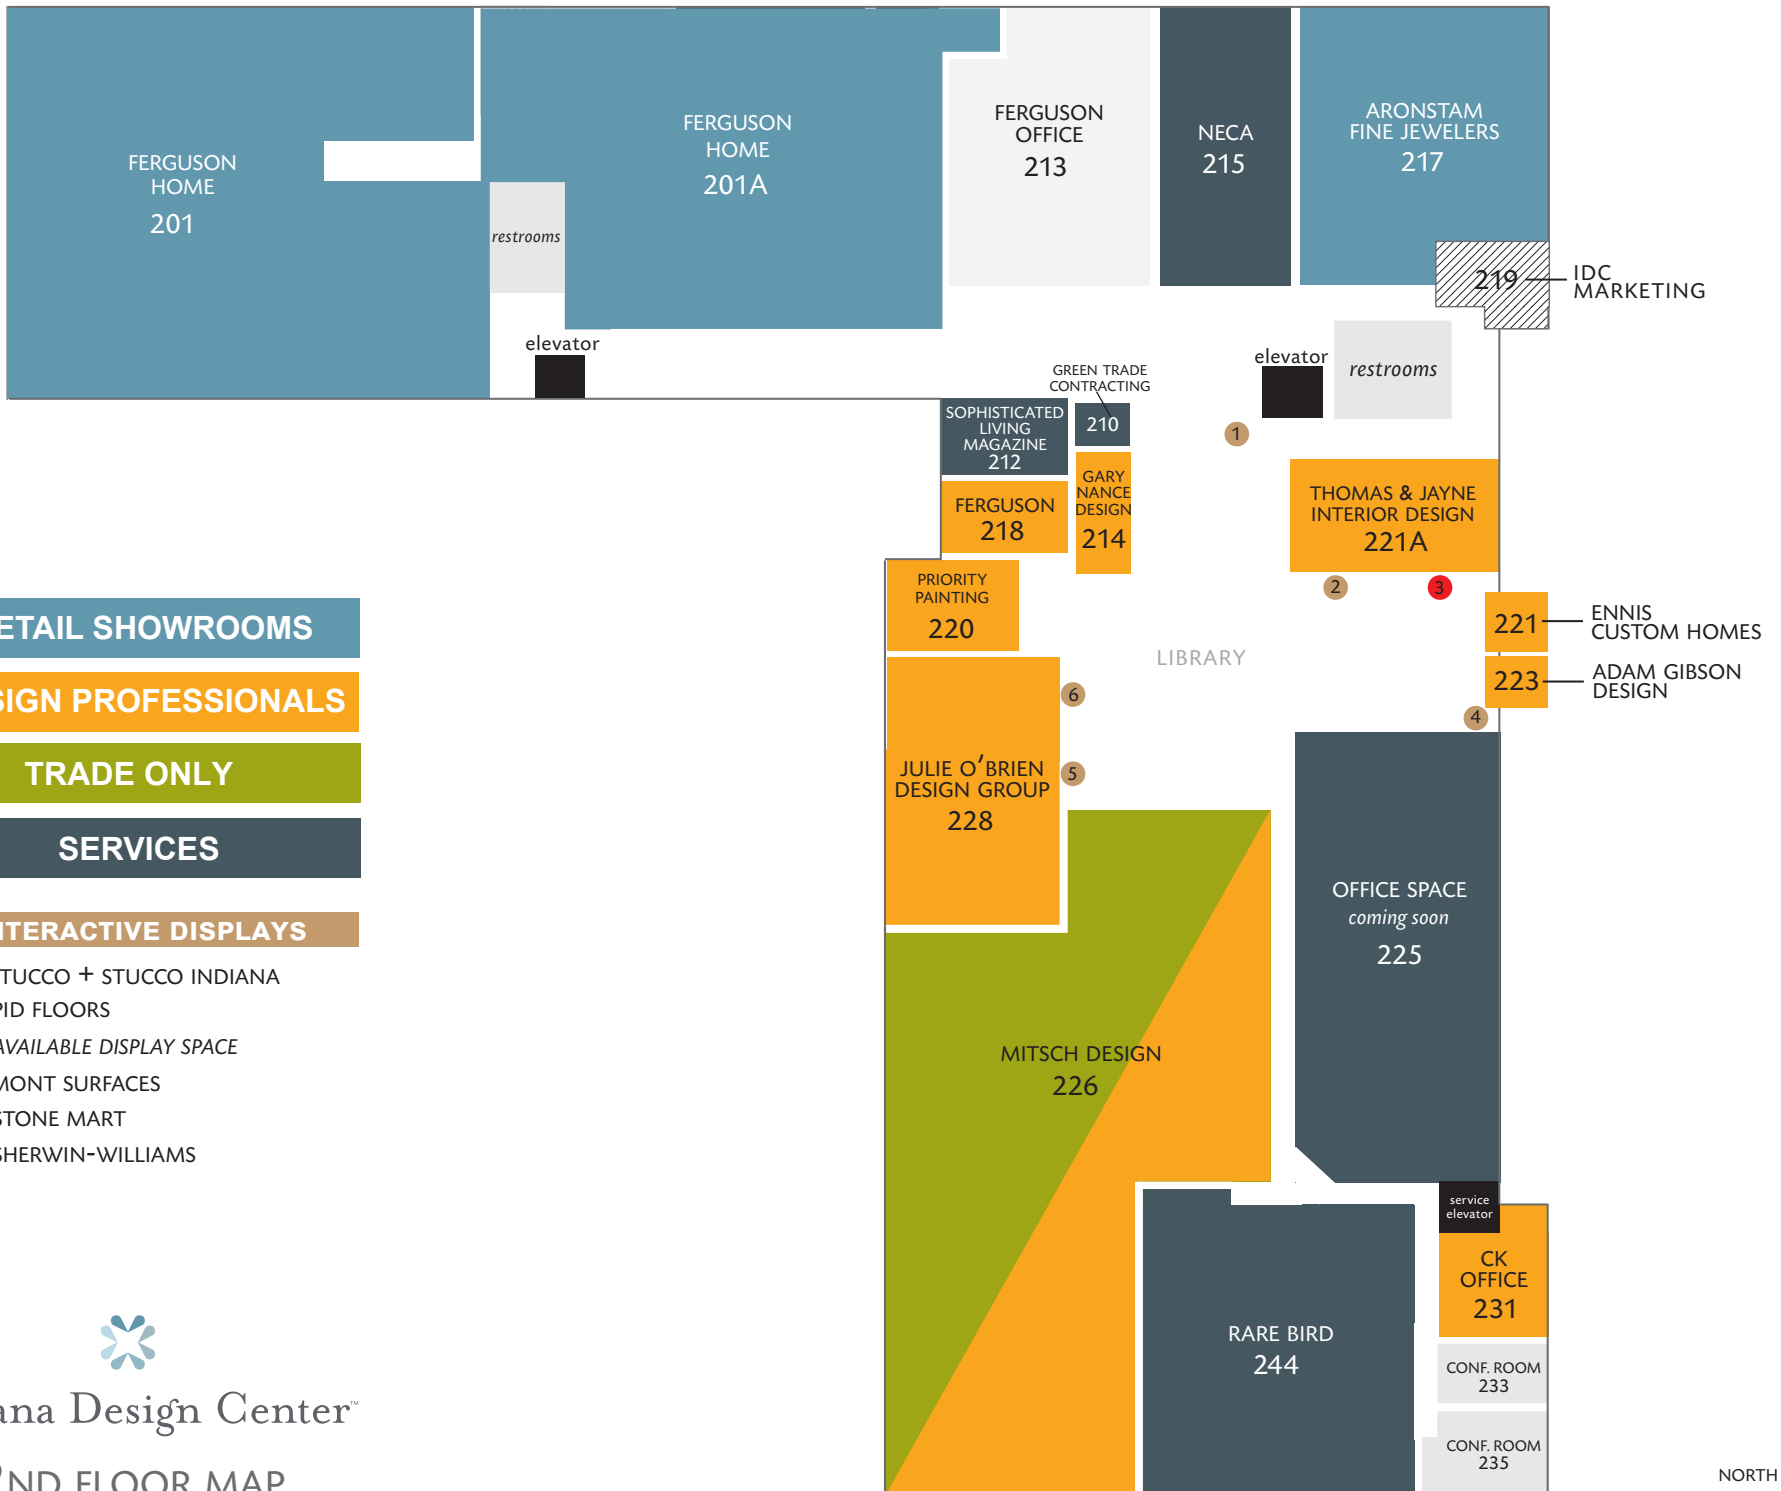 FERGUSON
HOME
201
FERGUSON
HOME
201A
restrooms
elevator
FERGUSON
OFFICE
213
NECA
215
ARONSTAM
FINE JEWELERS
217
219
IDC
MARKETING
elevator
restrooms
GREEN TRADE
CONTRACTING
210
SOPHISTICATED
LIVING
MAGAZINE
212
1
GARY
NANCE
DESIGN
214
FERGUSON
218
THOMAS & JAYNE
INTERIOR DESIGN
221A
2
3
PRIORITY
PAINTING
220
221
ENNIS
CUSTOM HOMES
LIBRARY
223
ADAM GIBSON
DESIGN
4
6
5
JULIE O'BRIEN
DESIGN GROUP
228
OFFICE SPACE
coming soon
225
MITSCH DESIGN
226
service
elevator
CK
OFFICE
231
RARE BIRD
244
CONF. ROOM
233
CONF. ROOM
235
NORTH
ETAIL SHOWROOMS
SIGN PROFESSIONALS
TRADE ONLY
SERVICES
NTERACTIVE DISPLAYS
TUCCO + STUCCO INDIANA
PID FLOORS
AVAILABLE DISPLAY SPACE
MONT SURFACES
STONE MART
SHERWIN-WILLIAMS
ana Design Center™
ND FLOOR MAP